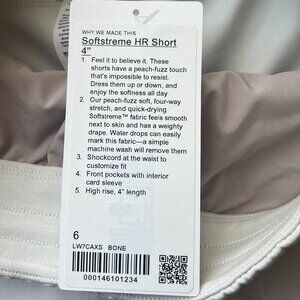 WHY WE MADE THIS
Softstreme HR Short
4"
1. Feel it to believe it. These
shorts have a peach-fuzz touch
that's impossible to resist.
Dress them up or down, and
enjoy the softness all day
2. Our peach-fuzz soft, four-way
stretch, and quick-drying
Softstreme™ fabric feels smooth
next to skin and has a weighty
drape. Water drops can easily
mark this fabric—a simple
machine wash will remove them
3. Shockcord at the waist to
customize fit
4. Front pockets with interior
card sleeve
5. High rise, 4" length
6
LW7CAXS BONE
000146101234